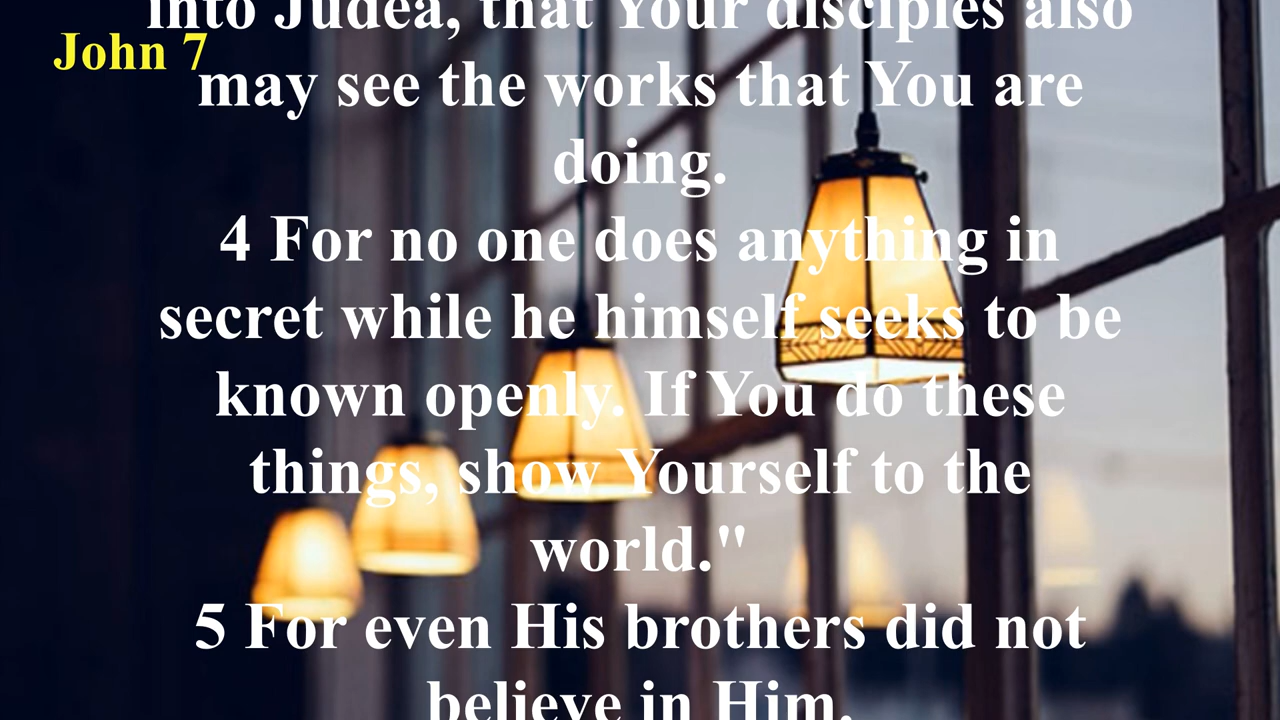 into Judea, that Your disciples also
John 7
may see the works that You are
doing.
4 For no one does anything in
secret while he himself seeks to be
known openly. If You do these
things, show Yourself to the
world."
5 For even His brothers did not
believe in Him.